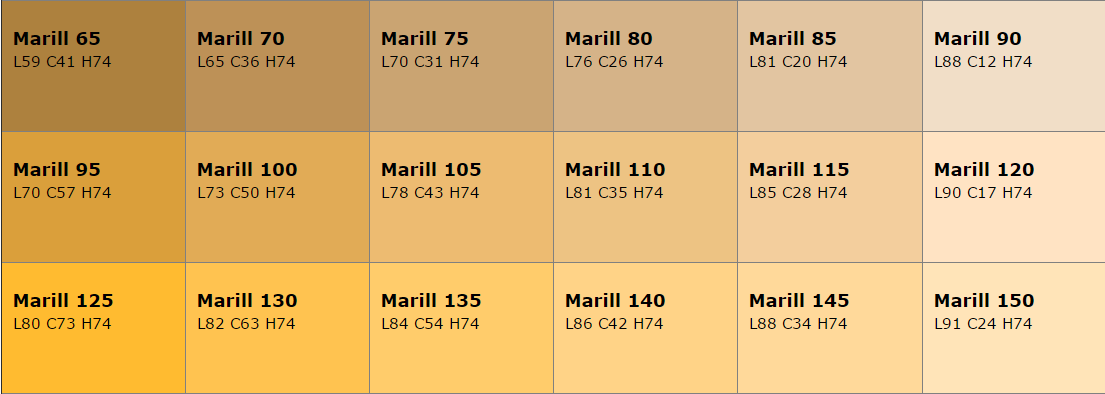 Marill 65
L59 C41 H74
Marill 70
L65 C36 H74
Marill 75
L70 C31 H74
Marill 80
L76 C26 H74
Marill 85
L81 C20 H74
Marill 90
L88 C12 H74
Marill 95
L70 C57 H74
Marill 100
L73 C50 H74
Marill 105
L78 C43 H74
Marill 110
L81 C35 H74
Marill 115
L85 C28 H74
Marill 120
L90 C17 H74
Marill 125
L80 C73 H74
Marill 130
L82 C63 H74
Marill 135
L84 C54 H74
Marill 140
L86 C42 H74
Marill 145
L88 C34 H74
Marill 150
L91 C24 H74